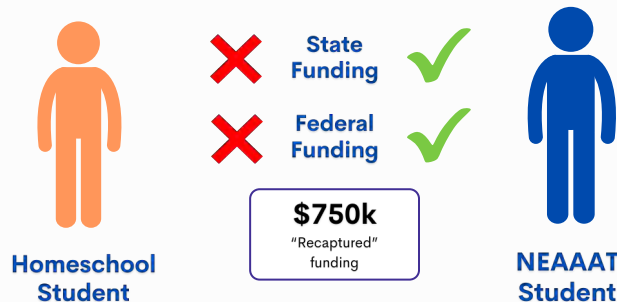 State
Funding
Federal
Funding
$750k
“Recaptured”
funding
Homeschool
Student
NEAAAT
Student